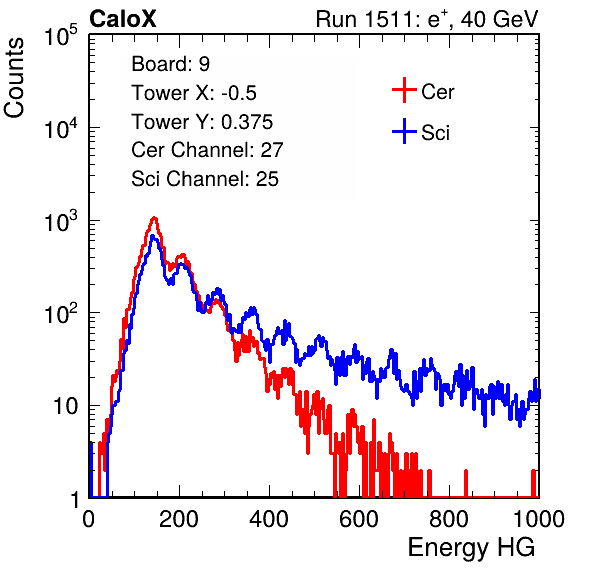 CaloX Run 1511: e⁺, 40 GeV
Counts
Board: 9
Tower X: -0.5
Tower Y: 0.375
Cer Channel: 27
Sci Channel: 25
Cer
Sci
10⁵
10⁴
10³
10²
10
1
0 200 400 600 800 1000
Energy HG